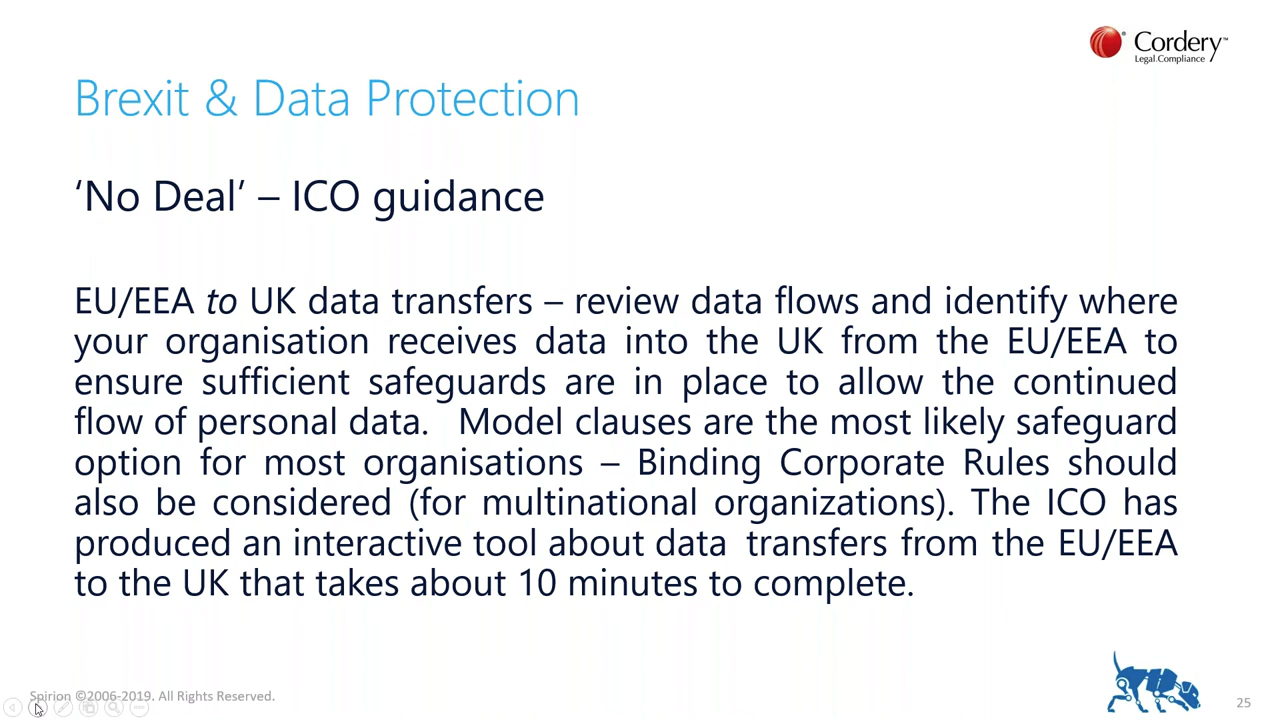 Cordery™
Legal.Compliance
Brexit & Data Protection
‘No Deal’ – ICO guidance
EU/EEA to UK data transfers – review data flows and identify where
your organisation receives data into the UK from the EU/EEA to
ensure sufficient safeguards are in place to allow the continued
flow of personal data. Model clauses are the most likely safeguard
option for most organisations – Binding Corporate Rules should
also be considered (for multinational organizations). The ICO has
produced an interactive tool about data transfers from the EU/EEA
to the UK that takes about 10 minutes to complete.
Spirion ©2006-2019. All Rights Reserved.
25